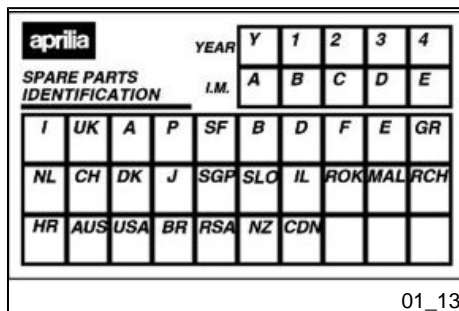 aprilia
YEAR Y 1 2 3 4
SPARE PARTS
IDENTIFICATION
I.M. A B C D E
I UK A P SF B D F E GR
NL CH DK J SGP SLO IL ROK MAL RCH
HR AUS USA BR RSA NZ CDN
01_13